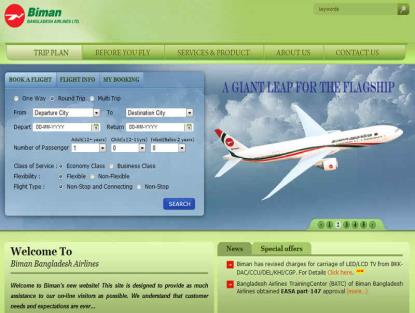 Biman
BANGLADESH AIRLINES LTD.
keywords
TRIP PLAN BEFORE YOU FLY SERVICES & PRODUCT ABOUT US CONTACT US
BOOK A FLIGHT FLIGHT INFO MY BOOKING
One Way Round Trip Multi Trip
From Departure City To Destination City
Depart DD-MM-YYYY Return DD-MM-YYYY
Adult(12+ years) Child(2-11yrs) Infant(Below 2 years)
Number of Passenger 1 0 0
Class of Service : Economy Class Business Class
Flexibility : Flexible Non-Flexible
Flight Type : Non-Stop and Connecting Non-Stop
SEARCH
A GIANT LEAP FOR THE FLAGSHIP
1 2 3 4 5
Welcome To
Biman Bangladesh Airlines
Welcome to Biman's new website! This site is designed to provide as much
assistance to our on-line visitors as possible. We understand that customer
needs and expectations are ever...
News Special offers
Biman has revised charges for carriage of LED/LCD TV from BKK-
DAC/CCU/DEL/KHI/CGP. For Details Click here.
Bangladesh Airlines TrainingCenter (BATC) of Biman Bangladesh
Airlines obtained EASA part-147 approval (more...)